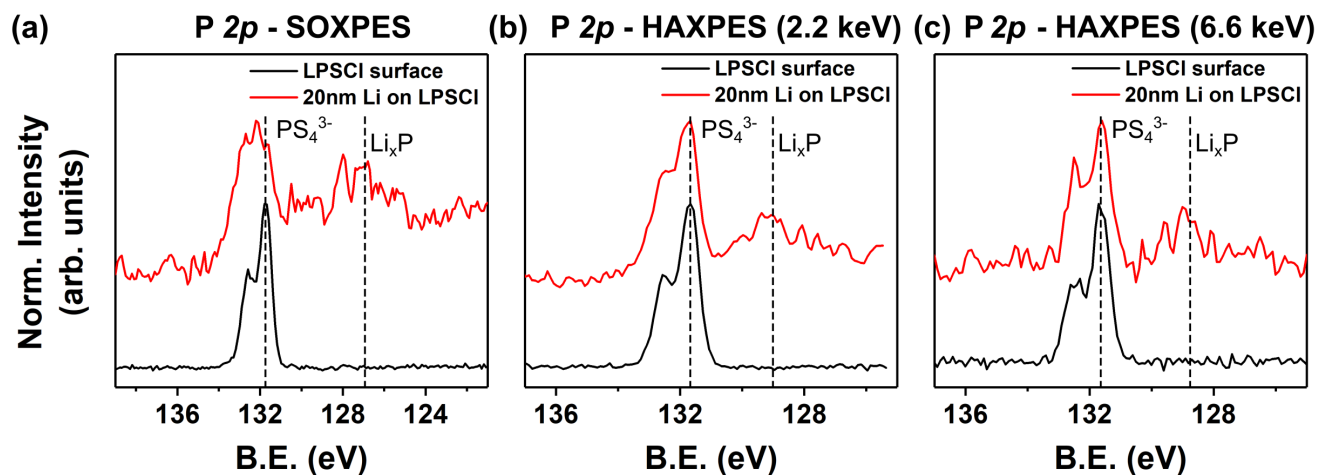 (a) P 2p - SOXPES
(b) P 2p - HAXPES (2.2 keV)
(c) P 2p - HAXPES (6.6 keV)
Norm. Intensity
(arb. units)
LPSCl surface
20nm Li on LPSCl
PS₄³⁻
LiₓP
136 132 128 124
B.E. (eV)
LPSCl surface
20nm Li on LPSCl
PS₄³⁻
LiₓP
136 132 128
B.E. (eV)
LPSCl surface
20nm Li on LPSCl
PS₄³⁻
LiₓP
136 132 128
B.E. (eV)